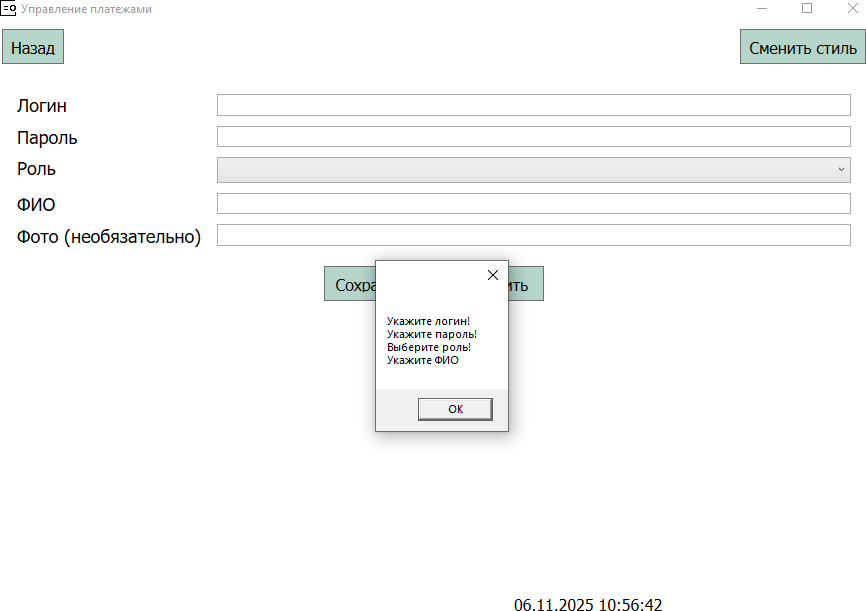 Управление платежами
Назад
Сменить стиль
Логин
Пароль
Роль
ФИО
Фото (необязательно)
Укажите логин!
Укажите пароль!
Выберите роль!
Укажите ФИО
OK
06.11.2025 10:56:42